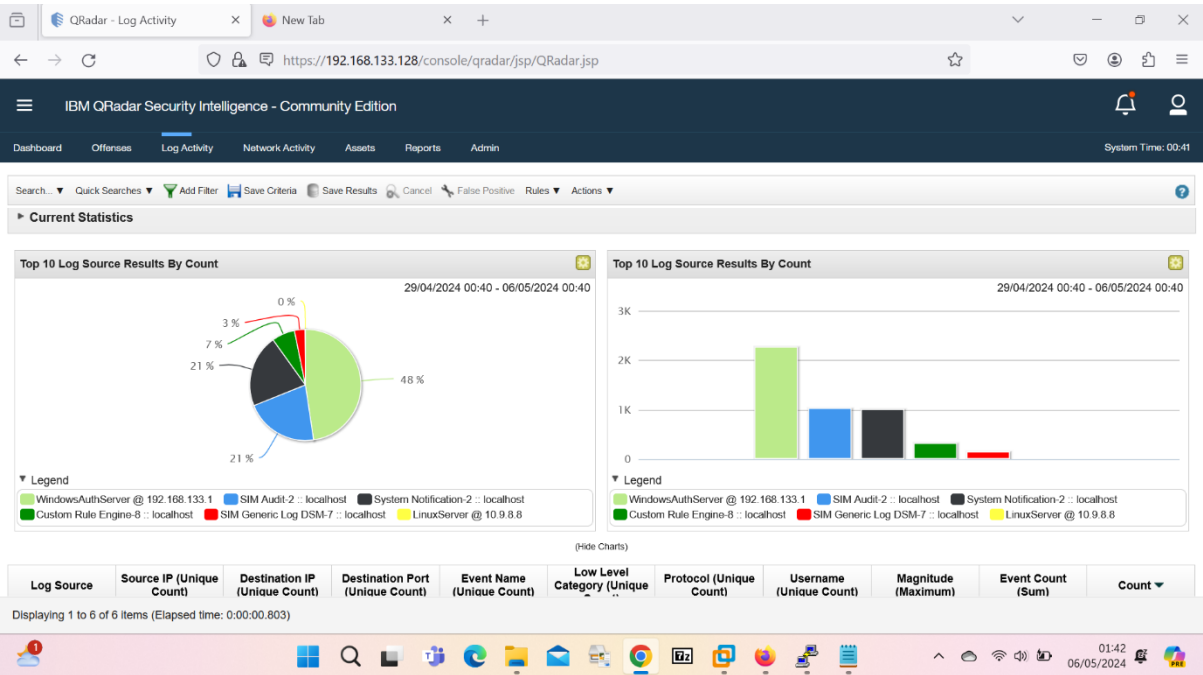 QRadar - Log Activity
New Tab
https://192.168.133.128/console/qradar/jsp/QRadar.jsp
IBM QRadar Security Intelligence - Community Edition
Dashboard Offenses Log Activity Network Activity Assets Reports Admin System Time: 00:41
Search... Quick Searches Add Filter Save Criteria Save Results Cancel False Positive Rules Actions
Current Statistics
Top 10 Log Source Results By Count
29/04/2024 00:40 - 06/05/2024 00:40
0 %
3 %
7 %
21 %
48 %
21 %
Legend
WindowsAuthServer @ 192.168.133.1 SIM Audit-2 :: localhost System Notification-2 :: localhost
Custom Rule Engine-8 :: localhost SIM Generic Log DSM-7 :: localhost LinuxServer @ 10.9.8.8
Top 10 Log Source Results By Count
29/04/2024 00:40 - 06/05/2024 00:40
3K
2K
1K
0
Legend
WindowsAuthServer @ 192.168.133.1 SIM Audit-2 :: localhost System Notification-2 :: localhost
Custom Rule Engine-8 :: localhost SIM Generic Log DSM-7 :: localhost LinuxServer @ 10.9.8.8
(Hide Charts)
Log Source
Source IP (Unique
Count)
Destination IP
(Unique Count)
Destination Port
(Unique Count)
Event Name
(Unique Count)
Low Level
Category (Unique
Protocol (Unique
Count)
Username
(Unique Count)
Magnitude
(Maximum)
Event Count
(Sum)
Count
Displaying 1 to 6 of 6 items (Elapsed time: 0:00:00.803)
1
7z
01:42
06/05/2024
PRE